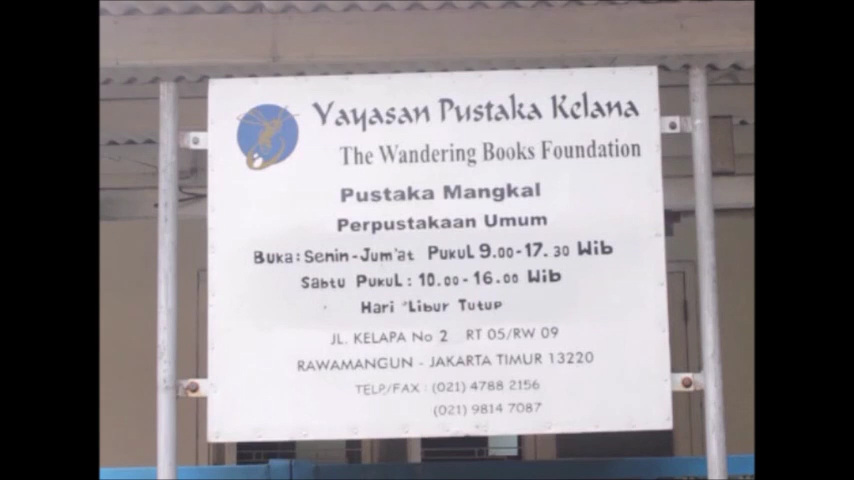 Yayasan Pustaka Kelana
The Wandering Books Foundation
Pustaka Mangkal
Perpustakaan Umum
Buka: Senin - Jum'at Pukul 9.00 - 17.30 Wib
Sabtu Pukul : 10.00 - 16.00 Wib
Hari Libur Tutup
JL. KELAPA No 2 RT 05/RW 09
RAWAMANGUN - JAKARTA TIMUR 13220
TELP/FAX : (021) 4788 2156
(021) 9814 7087